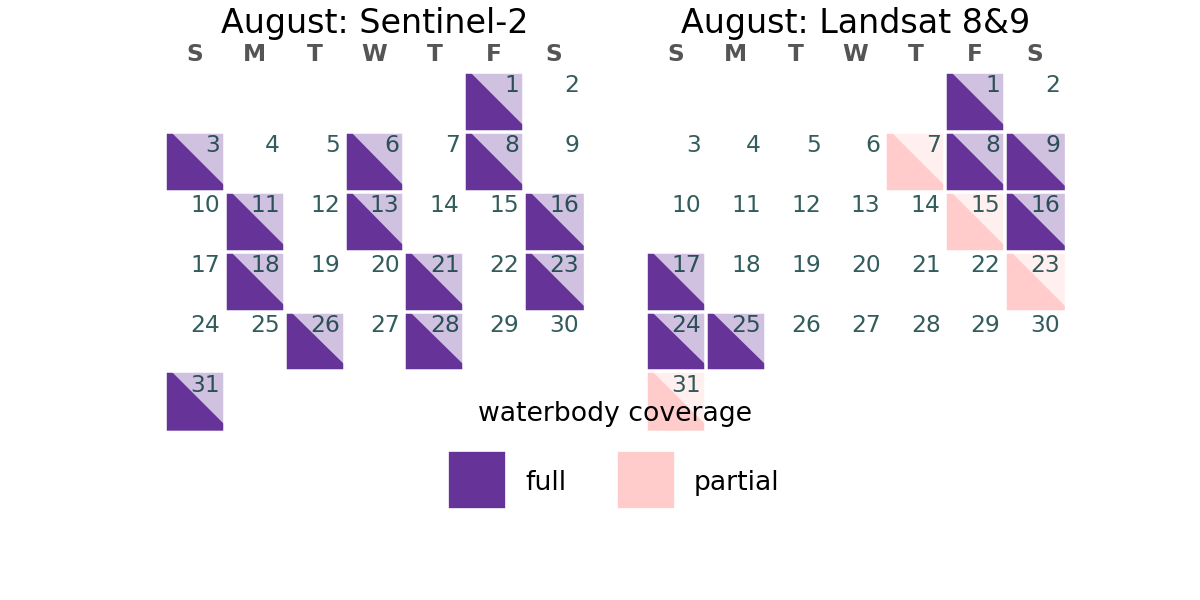 August: Sentinel-2
S M T W T F S
1 2
3 4 5 6 7 8 9
10 11 12 13 14 15 16
17 18 19 20 21 22 23
24 25 26 27 28 29 30
31
August: Landsat 8&9
S M T W T F S
1 2
3 4 5 6 7 8 9
10 11 12 13 14 15 16
17 18 19 20 21 22 23
24 25 26 27 28 29 30
31
waterbody coverage
full partial